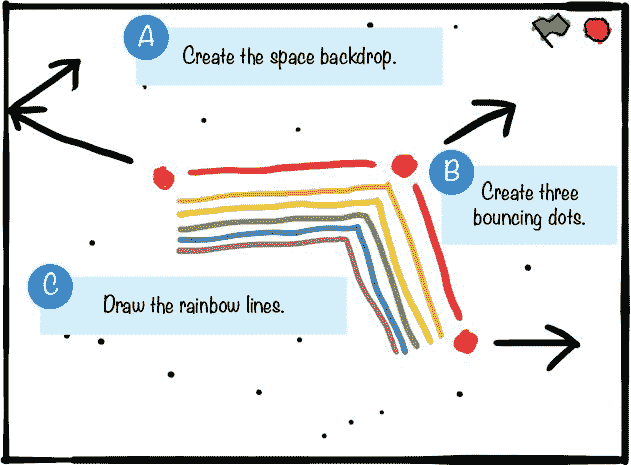 A
Create the space backdrop.
B
Create three
bouncing dots.
C
Draw the rainbow lines.